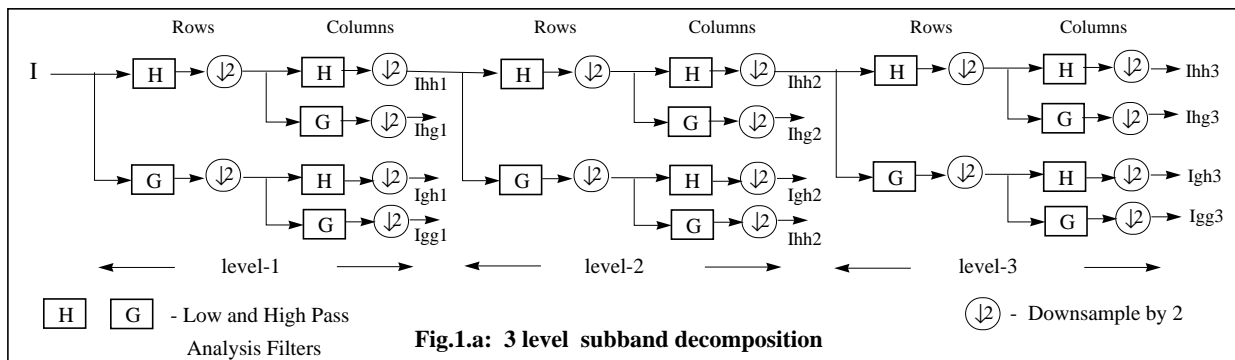 Rows Columns Rows Columns Rows Columns
I H ↓2 H ↓2 Ihh1 H ↓2 H ↓2 Ihh2 H ↓2 H ↓2 Ihh3
G ↓2 Ihg1 G ↓2 Ihg2 G ↓2 Ihg3
G ↓2 H ↓2 Igh1 G ↓2 H ↓2 Igh2 G ↓2 H ↓2 Igh3
G ↓2 Igg1 G ↓2 Ihh2 G ↓2 Igg3
level-1 level-2 level-3
H G - Low and High Pass
Analysis Filters
↓2 - Downsample by 2
Fig.1.a: 3 level subband decomposition